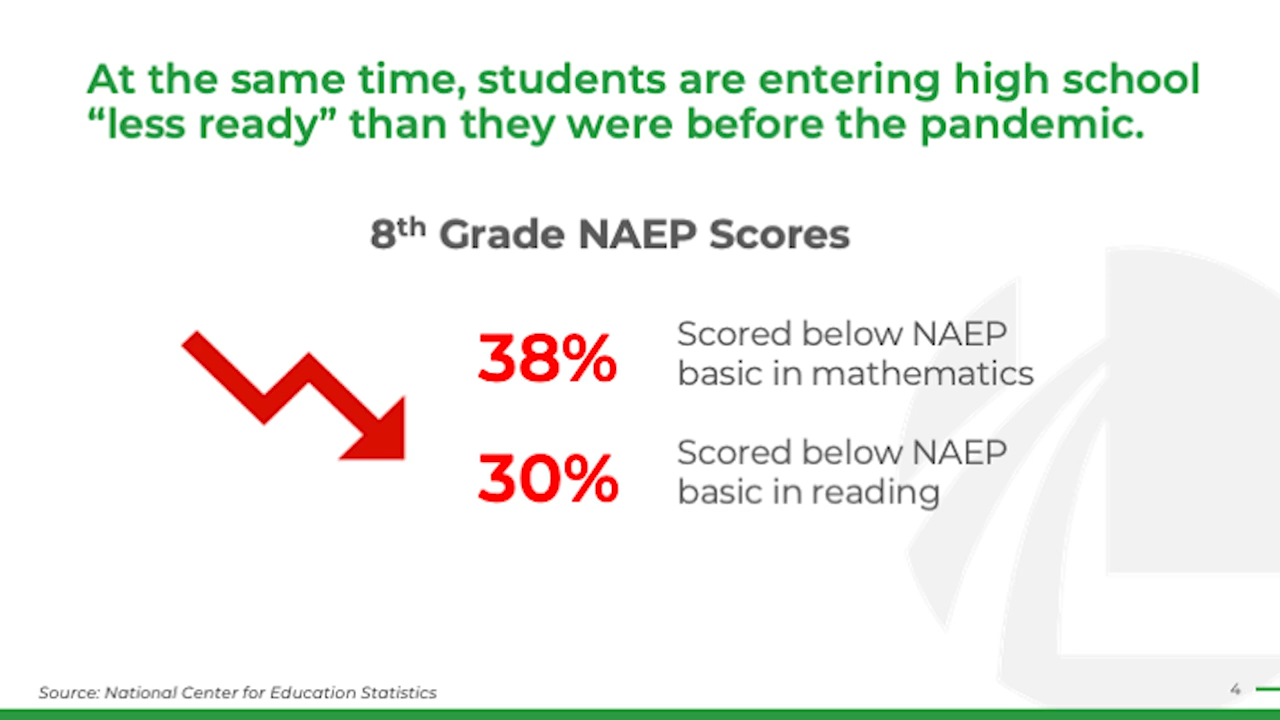 At the same time, students are entering high school
“less ready” than they were before the pandemic.
8th Grade NAEP Scores
38%
Scored below NAEP
basic in mathematics
30%
Scored below NAEP
basic in reading
Source: National Center for Education Statistics
4